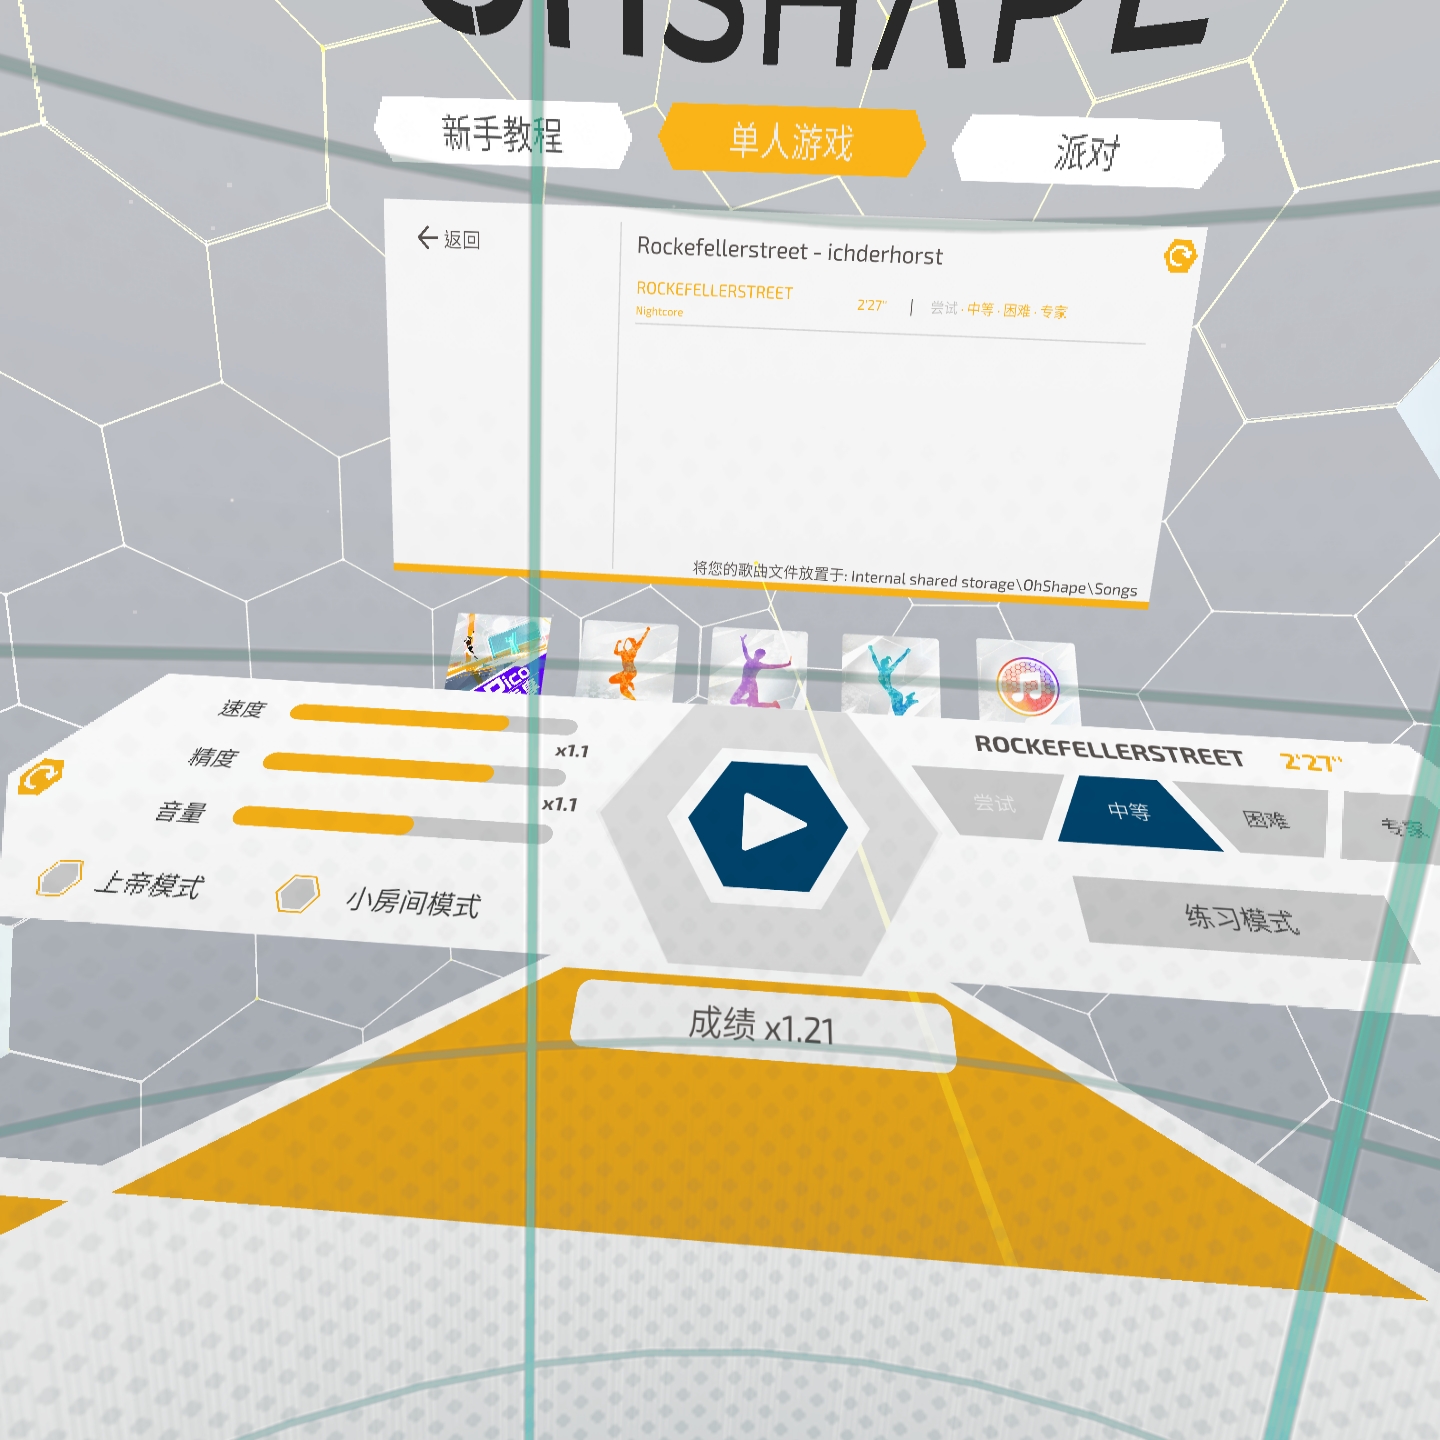 OHSHAPE
新手教程
单人游戏
派对
返回
Rockefellerstreet - ichderhorst
ROCKEFELLERSTREET 2'27" | 尝试 · 中等 · 困难 · 专家
Nightcore
将您的歌曲文件放置于: Internal shared storage\OhShape\Songs
Pico
速度 x1.1
精度 x1.1
音量
上帝模式
小房间模式
ROCKEFELLERSTREET 2'27"
尝试
中等
困难
专家
练习模式
成绩 x1.21